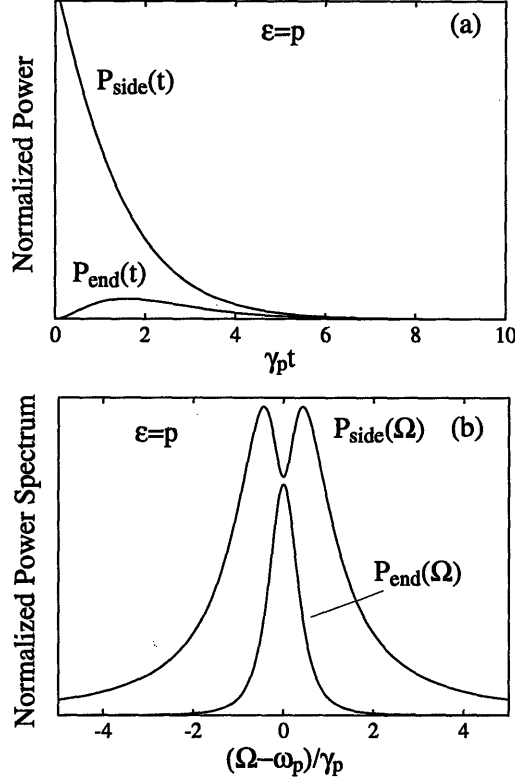 ε=p
(a)
P_side(t)
Normalized Power
P_end(t)
0 2 4 6 8 10
γ_p t
ε=p
P_side(Ω)
(b)
Normalized Power Spectrum
P_end(Ω)
-4 -2 0 2 4
(Ω−ω_p)/γ_p